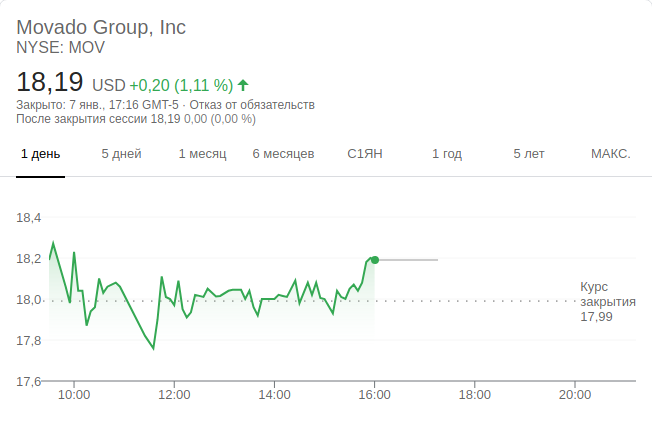 Movado Group, Inc
NYSE: MOV
18,19 USD +0,20 (1,11 %)
Закрыто: 7 янв., 17:16 GMT-5 · Отказ от обязательств
После закрытия сессии 18,19 0,00 (0,00 %)
1 день 5 дней 1 месяц 6 месяцев С1ЯН 1 год 5 лет МАКС.
18,4
18,2
18,0
17,8
17,6
Курс
закрытия
17,99
10:00 12:00 14:00 16:00 18:00 20:00